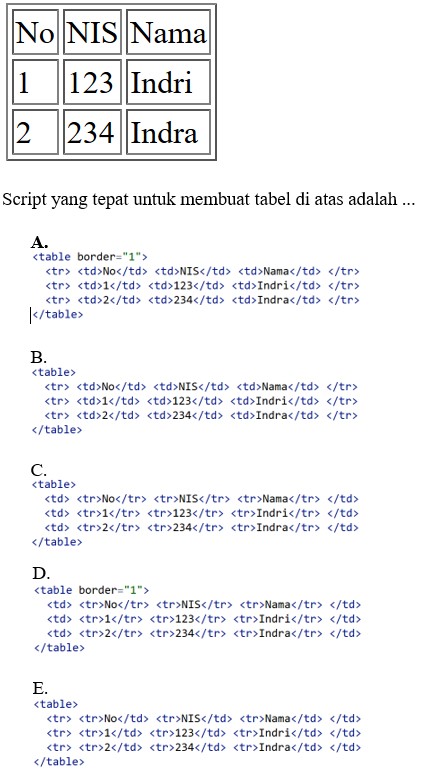 No NIS Nama
1 123 Indri
2 234 Indra
Script yang tepat untuk membuat tabel di atas adalah ...
A.
<table border="1">
<tr> <td>No</td> <td>NIS</td> <td>Nama</td> </tr>
<tr> <td>1</td> <td>123</td> <td>Indri</td> </tr>
<tr> <td>2</td> <td>234</td> <td>Indra</td> </tr>
</table>
B.
<table>
<tr> <td>No</td> <td>NIS</td> <td>Nama</td> </tr>
<tr> <td>1</td> <td>123</td> <td>Indri</td> </tr>
<tr> <td>2</td> <td>234</td> <td>Indra</td> </tr>
</table>
C.
<table>
<td> <tr>No</tr> <tr>NIS</tr> <tr>Nama</tr> </td>
<td> <tr>1</tr> <tr>123</tr> <tr>Indri</tr> </td>
<td> <tr>2</tr> <tr>234</tr> <tr>Indra</tr> </td>
</table>
D.
<table border="1">
<td> <tr>No</tr> <tr>NIS</tr> <tr>Nama</tr> </td>
<td> <tr>1</tr> <tr>123</tr> <tr>Indri</tr> </td>
<td> <tr>2</tr> <tr>234</tr> <tr>Indra</tr> </td>
</table>
E.
<table>
<tr> <tr>No</td> <tr>NIS</td> <tr>Nama</td> </td>
<tr> <tr>1</td> <tr>123</td> <tr>Indri</td> </td>
<tr> <tr>2</td> <tr>234</td> <tr>Indra</td> </td>
</table>